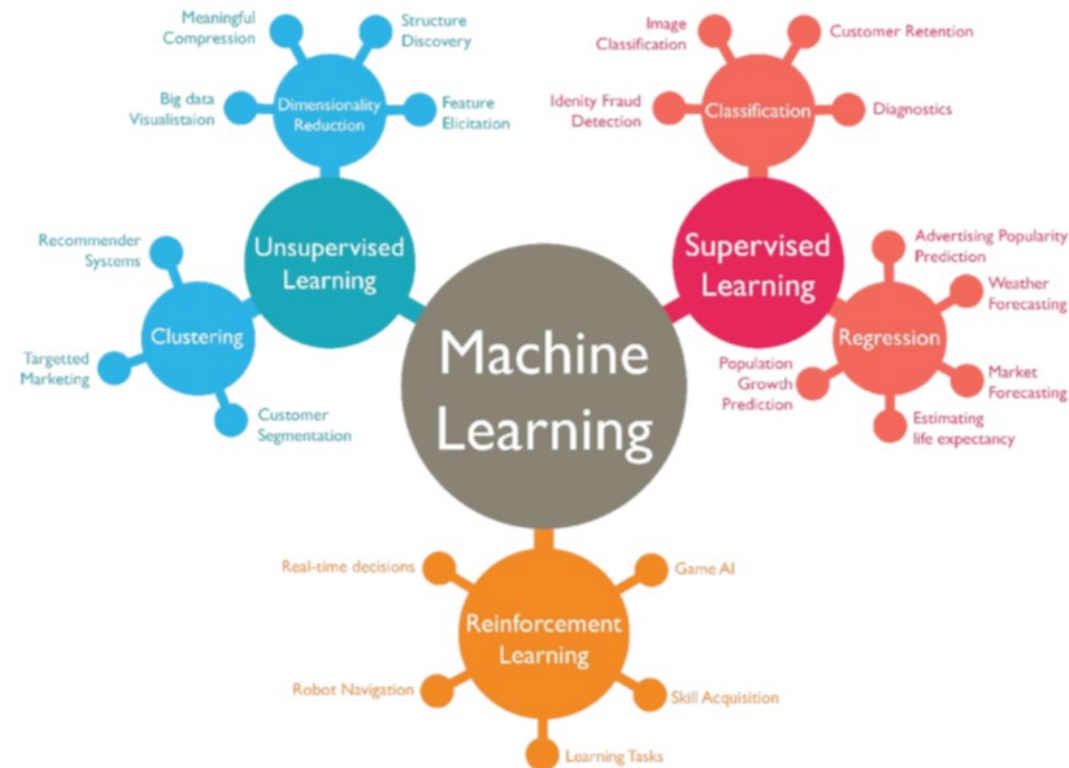 Meaningful
Compression
Structure
Discovery
Big data
Visualistaion
Dimensionality
Reduction
Feature
Elicitation
Image
Classification
Customer Retention
Idenity Fraud
Detection
Classification
Diagnostics
Recommender
Systems
Unsupervised
Learning
Clustering
Targetted
Marketing
Customer
Segmentation
Machine
Learning
Supervised
Learning
Advertising Popularity
Prediction
Weather
Forecasting
Regression
Population
Growth
Prediction
Market
Forecasting
Estimating
life expectancy
Real-time decisions
Game AI
Reinforcement
Learning
Robot Navigation
Skill Acquisition
Learning Tasks